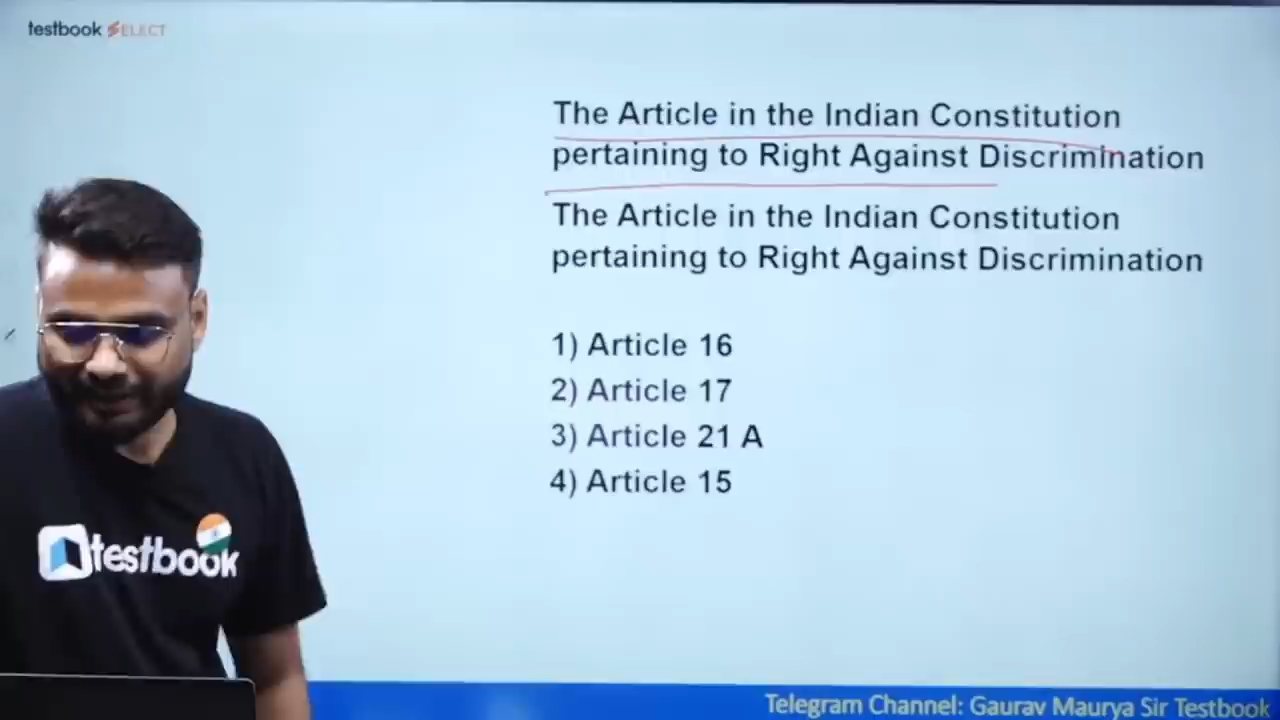 testbook SELECT
The Article in the Indian Constitution
pertaining to Right Against Discrimination
The Article in the Indian Constitution
pertaining to Right Against Discrimination
1) Article 16
2) Article 17
3) Article 21 A
4) Article 15
testbook
Telegram Channel: Gaurav Maurya Sir Testbook